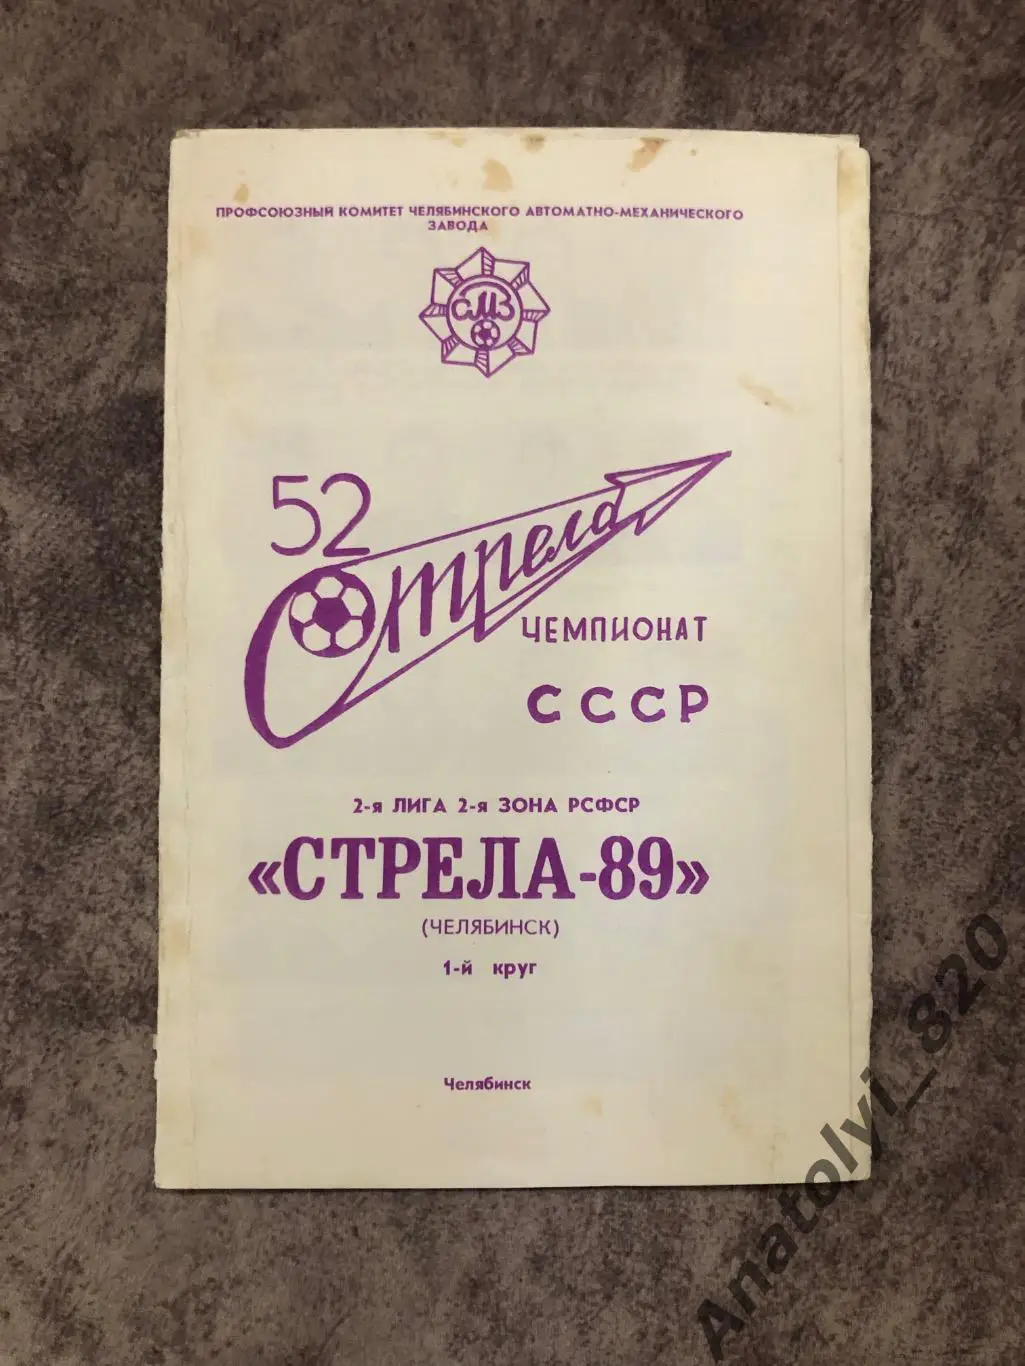 ПРОФСОЮЗНЫЙ КОМИТЕТ ЧЕЛЯБИНСКОГО АВТОМАТНО-МЕХАНИЧЕСКОГО
ЗАВОДА
52
Стрела
ЧЕМПИОНАТ
СССР
2-я ЛИГА 2-я ЗОНА РСФСР
«СТРЕЛА-89»
(ЧЕЛЯБИНСК)
1-й круг
Челябинск
Anatolyi_820